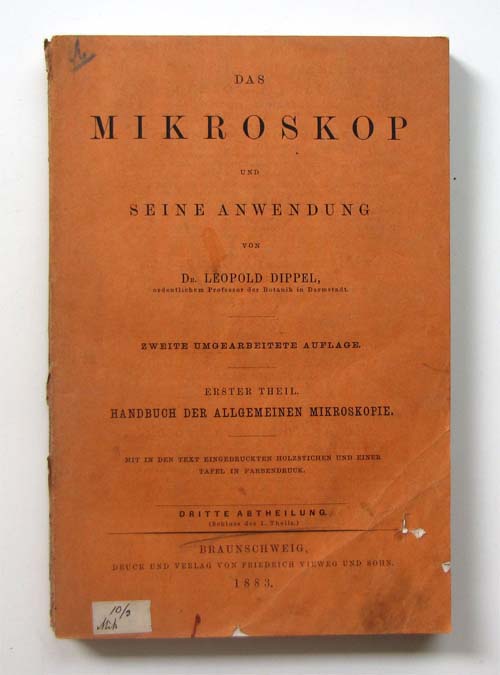 DAS
MIKROSKOP
UND
SEINE ANWENDUNG
VON
DR. LEOPOLD DIPPEL,
ordentlichem Professor der Botanik in Darmstadt.
ZWEITE UMGEARBEITETE AUFLAGE.
ERSTER THEIL.
HANDBUCH DER ALLGEMEINEN MIKROSKOPIE.
MIT IN DEN TEXT EINGEDRUCKTEN HOLZSTICHEN UND EINER
TAFEL IN FARBENDRUCK.
DRITTE ABTHEILUNG.
(Schluss des 1. Theils.)
BRAUNSCHWEIG,
DRUCK UND VERLAG VON FRIEDRICH VIEWEG UND SOHN.
1883.